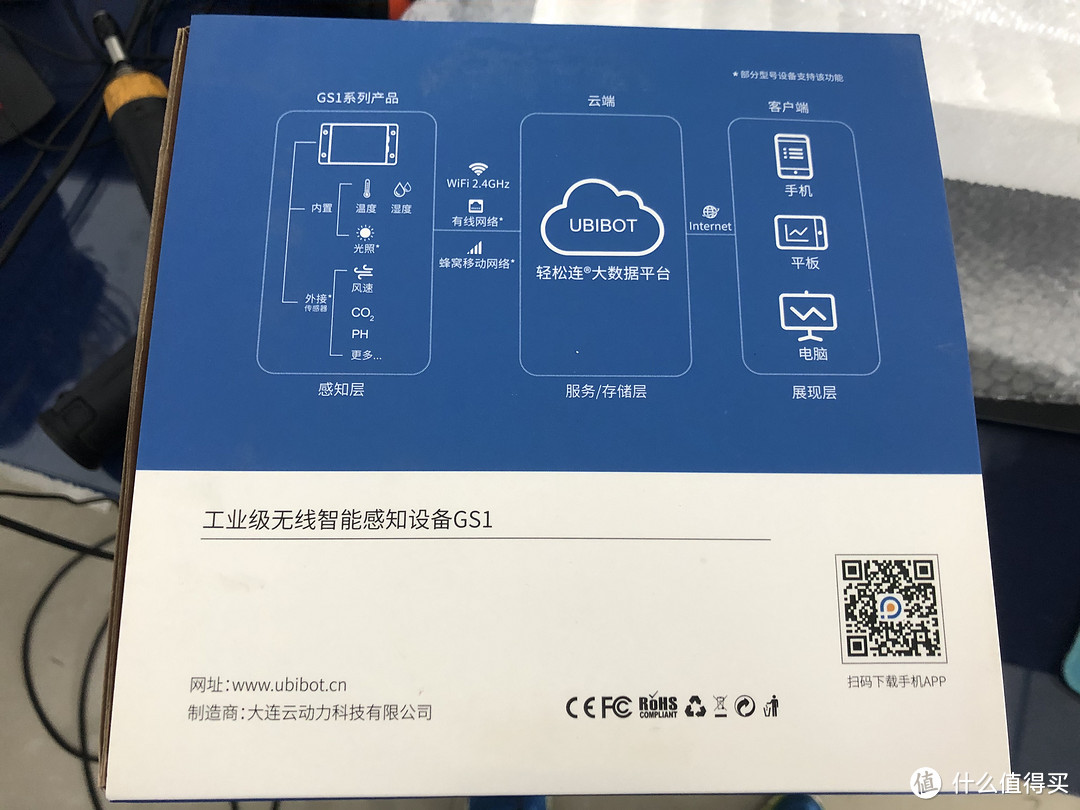 *部分型号设备支持该功能
GS1系列产品
云端
客户端
内置
温度
湿度
光照*
外接*
传感器
风速
CO₂
PH
更多...
感知层
WiFi 2.4GHz
有线网络*
蜂窝移动网络*
UBIBOT
轻松连®大数据平台
服务/存储层
Internet
手机
平板
电脑
展现层
工业级无线智能感知设备GS1
扫码下载手机APP
网址:www.ubibot.cn
制造商:大连云动力科技有限公司
CE FC RoHS
COMPLIANT
值 什么值得买